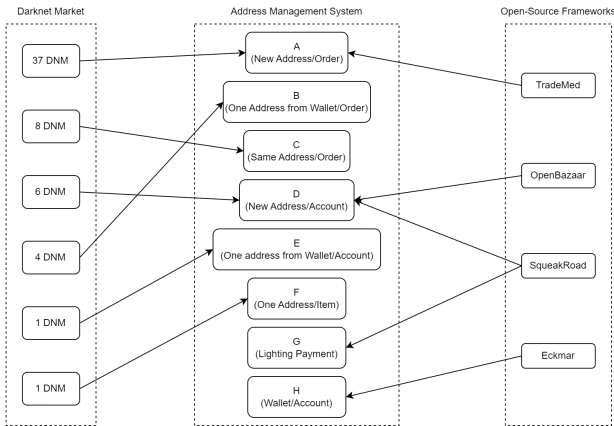 Darknet Market
Address Management System
Open-Source Frameworks
37 DNM
8 DNM
6 DNM
4 DNM
1 DNM
1 DNM
A
(New Address/Order)
B
(One Address from Wallet/Order)
C
(Same Address/Order)
D
(New Address/Account)
E
(One address from Wallet/Account)
F
(One Address/Item)
G
(Lighting Payment)
H
(Wallet/Account)
TradeMed
OpenBazaar
SqueakRoad
Eckmar